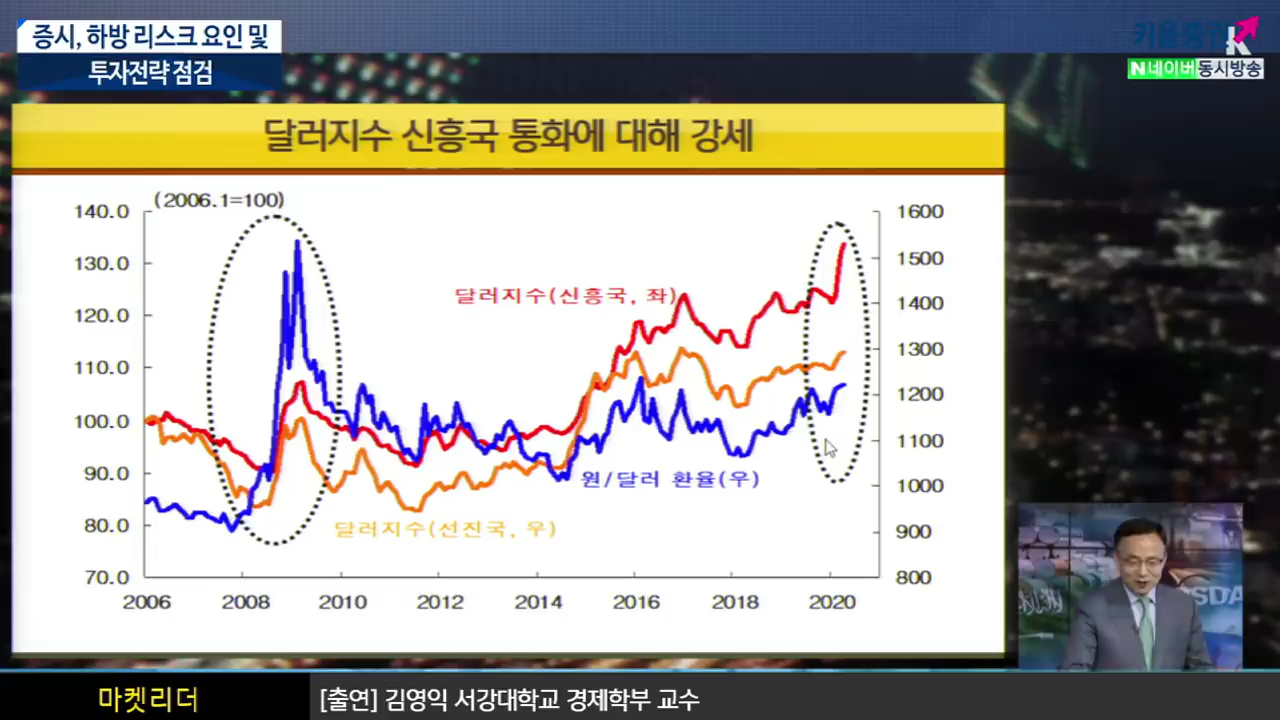 증시, 하방 리스크 요인 및
투자전략 점검
키움증권
K
N 네이버 동시방송
달러지수 신흥국 통화에 대해 강세
(2006.1=100)
140.0
130.0
120.0
110.0
100.0
90.0
80.0
70.0
1600
1500
1400
1300
1200
1100
1000
900
800
달러지수(신흥국, 좌)
원/달러 환율(우)
달러지수(선진국, 우)
2006 2008 2010 2012 2014 2016 2018 2020
SDA
마켓리더
[출연] 김영익 서강대학교 경제학부 교수